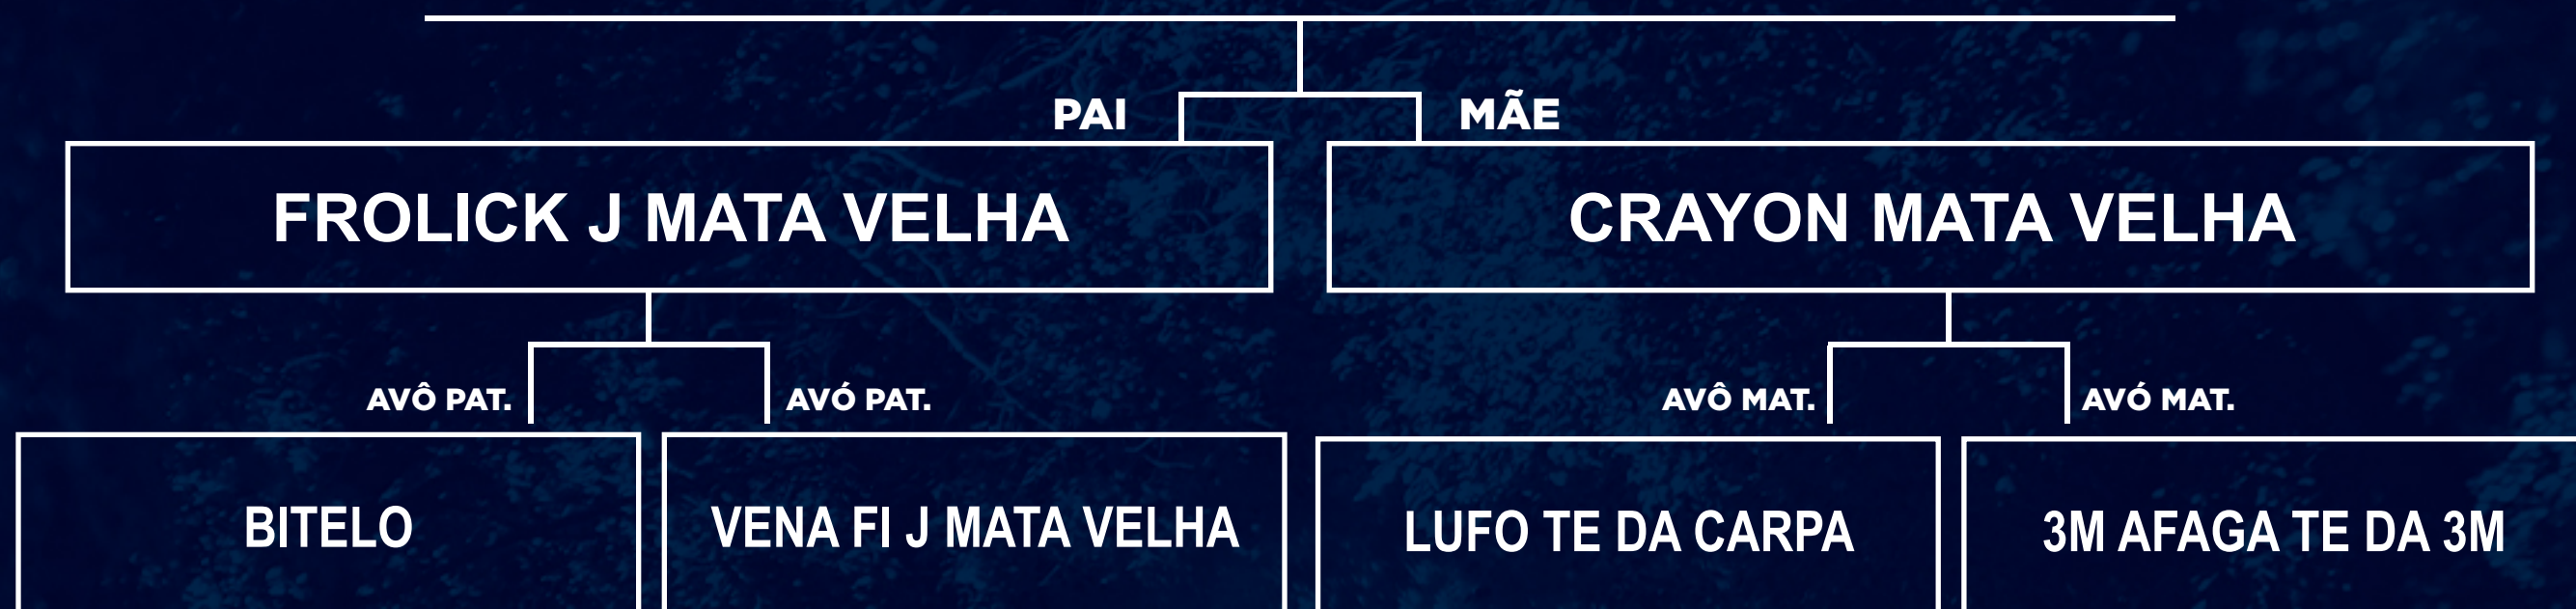 PAI
MÃE
FROLICK J MATA VELHA
CRAYON MATA VELHA
AVÔ PAT.
AVÓ PAT.
AVÔ MAT.
AVÓ MAT.
BITELO
VENA FI J MATA VELHA
LUFO TE DA CARPA
3M AFAGA TE DA 3M